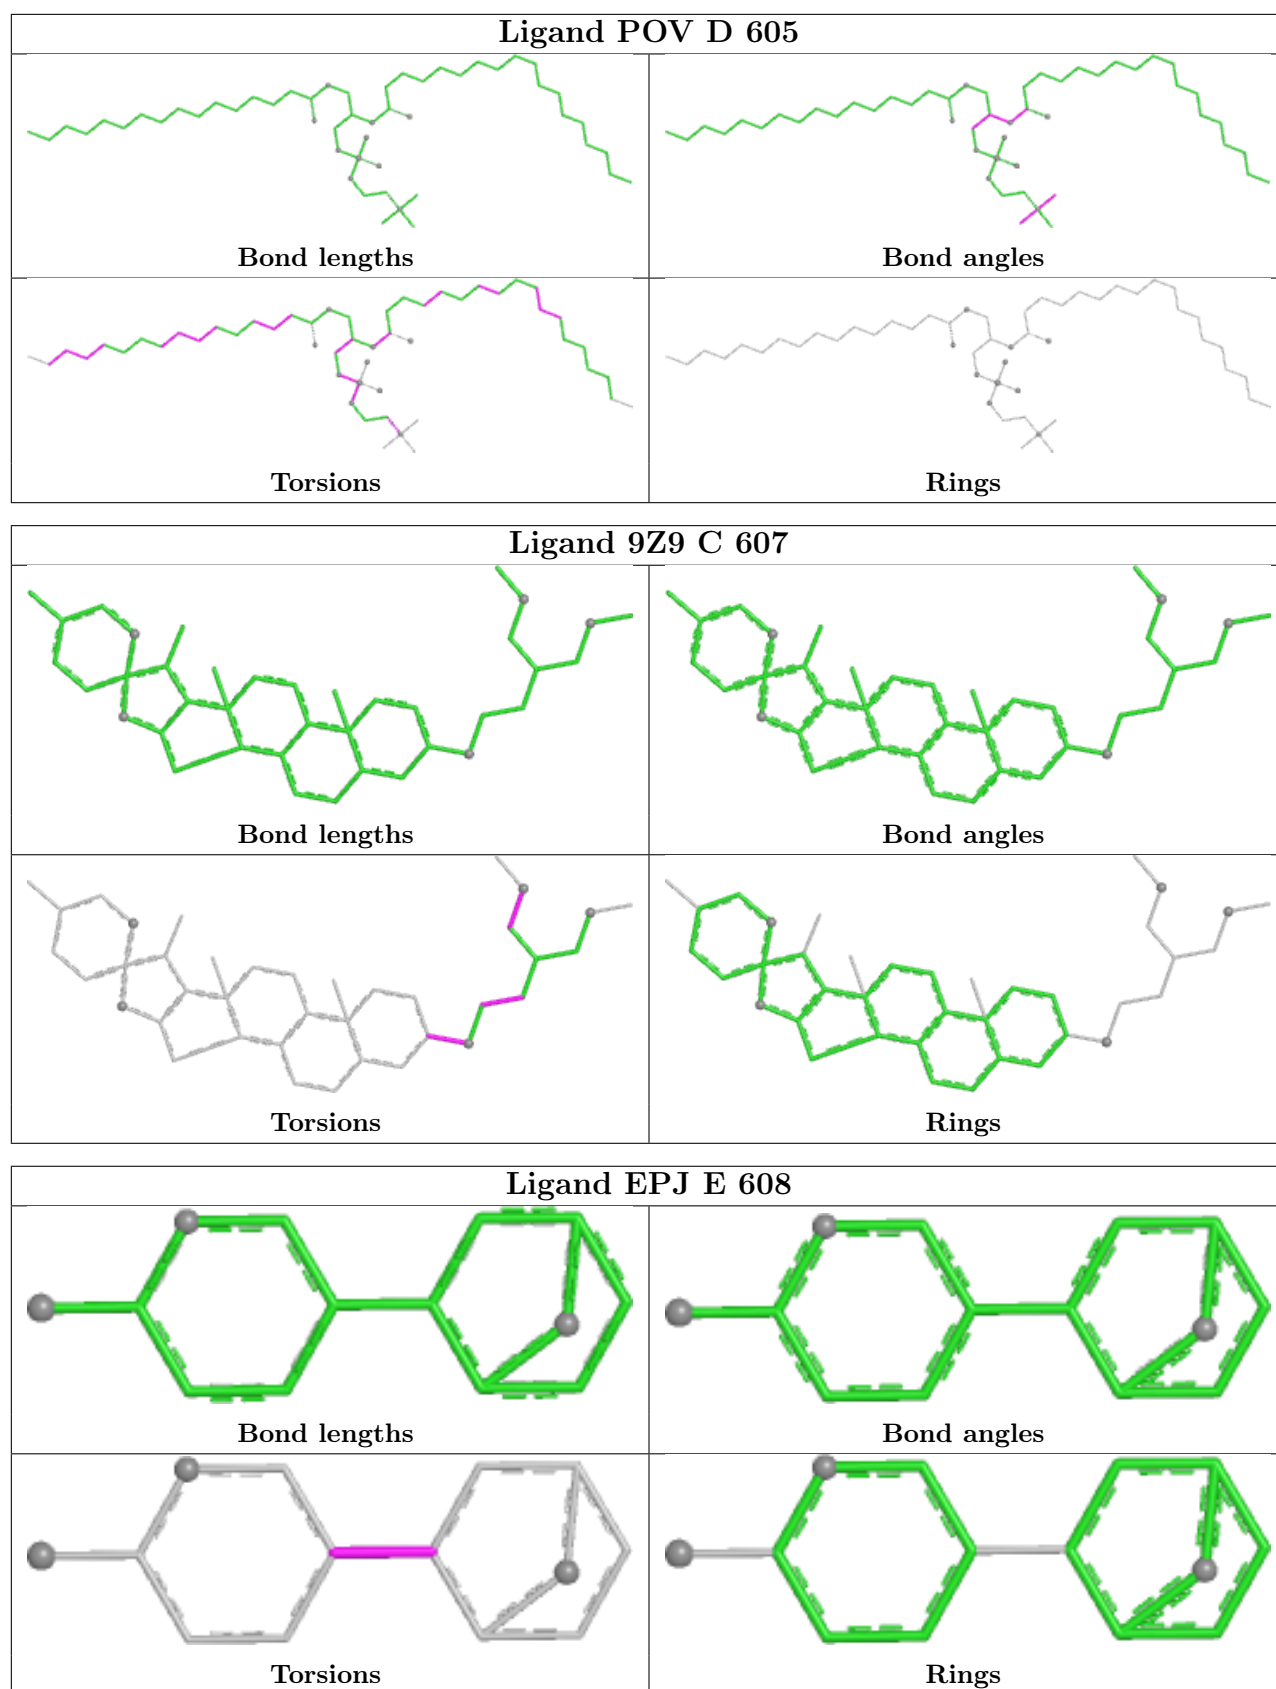 Ligand POV D 605
Bond lengths
Bond angles
Torsions
Rings
Ligand 9Z9 C 607
Bond lengths
Bond angles
Torsions
Rings
Ligand EPJ E 608
Bond lengths
Bond angles
Torsions
Rings